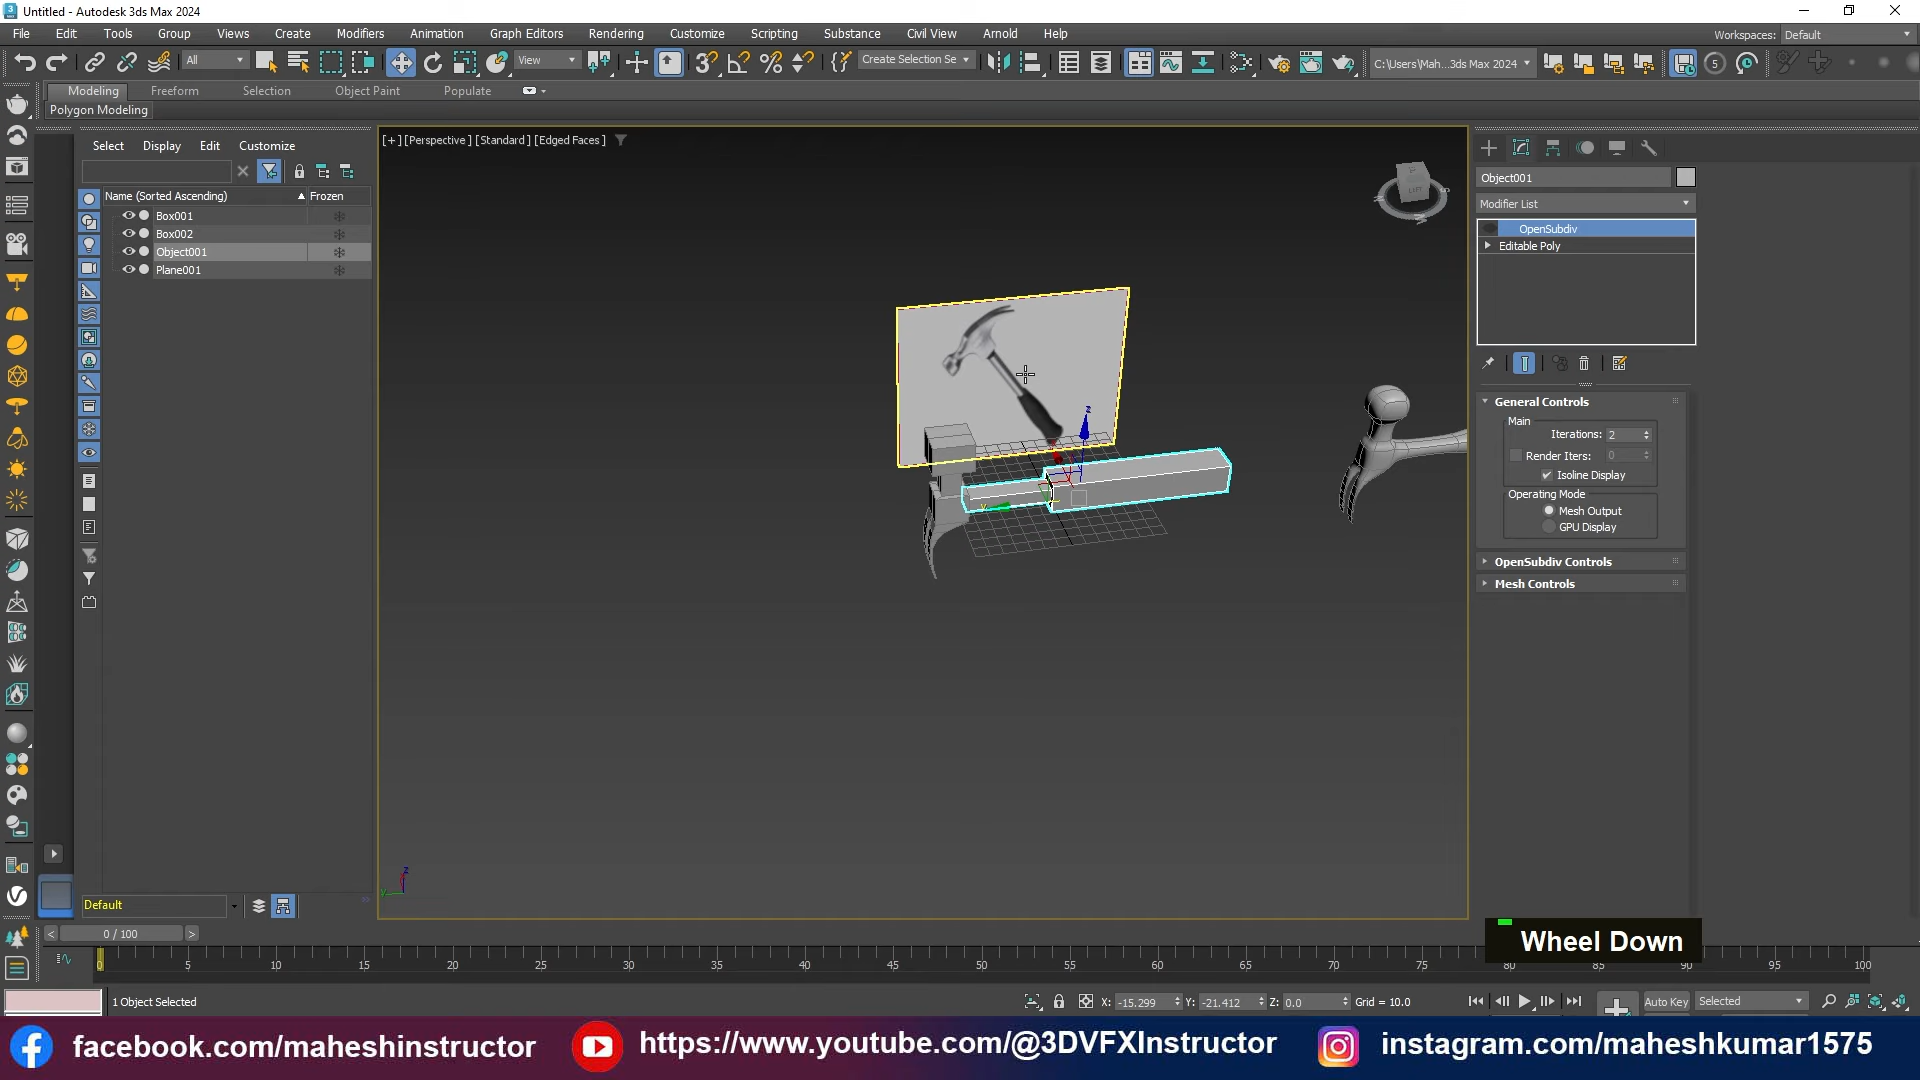 Untitled - Autodesk 3ds Max 2024
File Edit Tools Group Views Create Modifiers Animation Graph Editors Rendering Customize Scripting Substance Civil View Arnold Help
Workspaces: Default
All View Create Selection Se C:\Users\Mah...3ds Max 2024
Modeling Freeform Selection Object Paint Populate
Polygon Modeling
Select Display Edit Customize
Name (Sorted Ascending) Frozen
Box001
Box002
Object001
Plane001
Default
[+] [Perspective ] [Standard ] [Edged Faces ]
LEFT
z
y
z
Object001
Modifier List
OpenSubdiv
Editable Poly
General Controls
Main
Iterations: 2
Render Iters: 0
Isoline Display
Operating Mode
Mesh Output
GPU Display
OpenSubdiv Controls
Mesh Controls
Wheel Down
0 / 100
0 5 10 15 20 25 30 35 40 45 50 55 60 65 70 75 80 85 90 95 100
1 Object Selected
X: -15.299 Y: -21.412 Z: 0.0 Grid = 10.0
Auto Key Selected
facebook.com/maheshinstructor
https://www.youtube.com/@3DVFXInstructor
instagram.com/maheshkumar1575